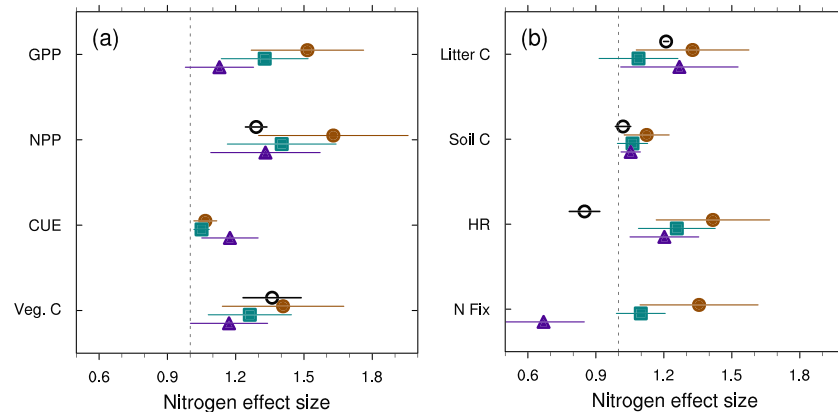 (a)
GPP
NPP
CUE
Veg. C
0.6 0.9 1.2 1.5 1.8
Nitrogen effect size
(b)
Litter C
Soil C
HR
N Fix
0.6 0.9 1.2 1.5 1.8
Nitrogen effect size